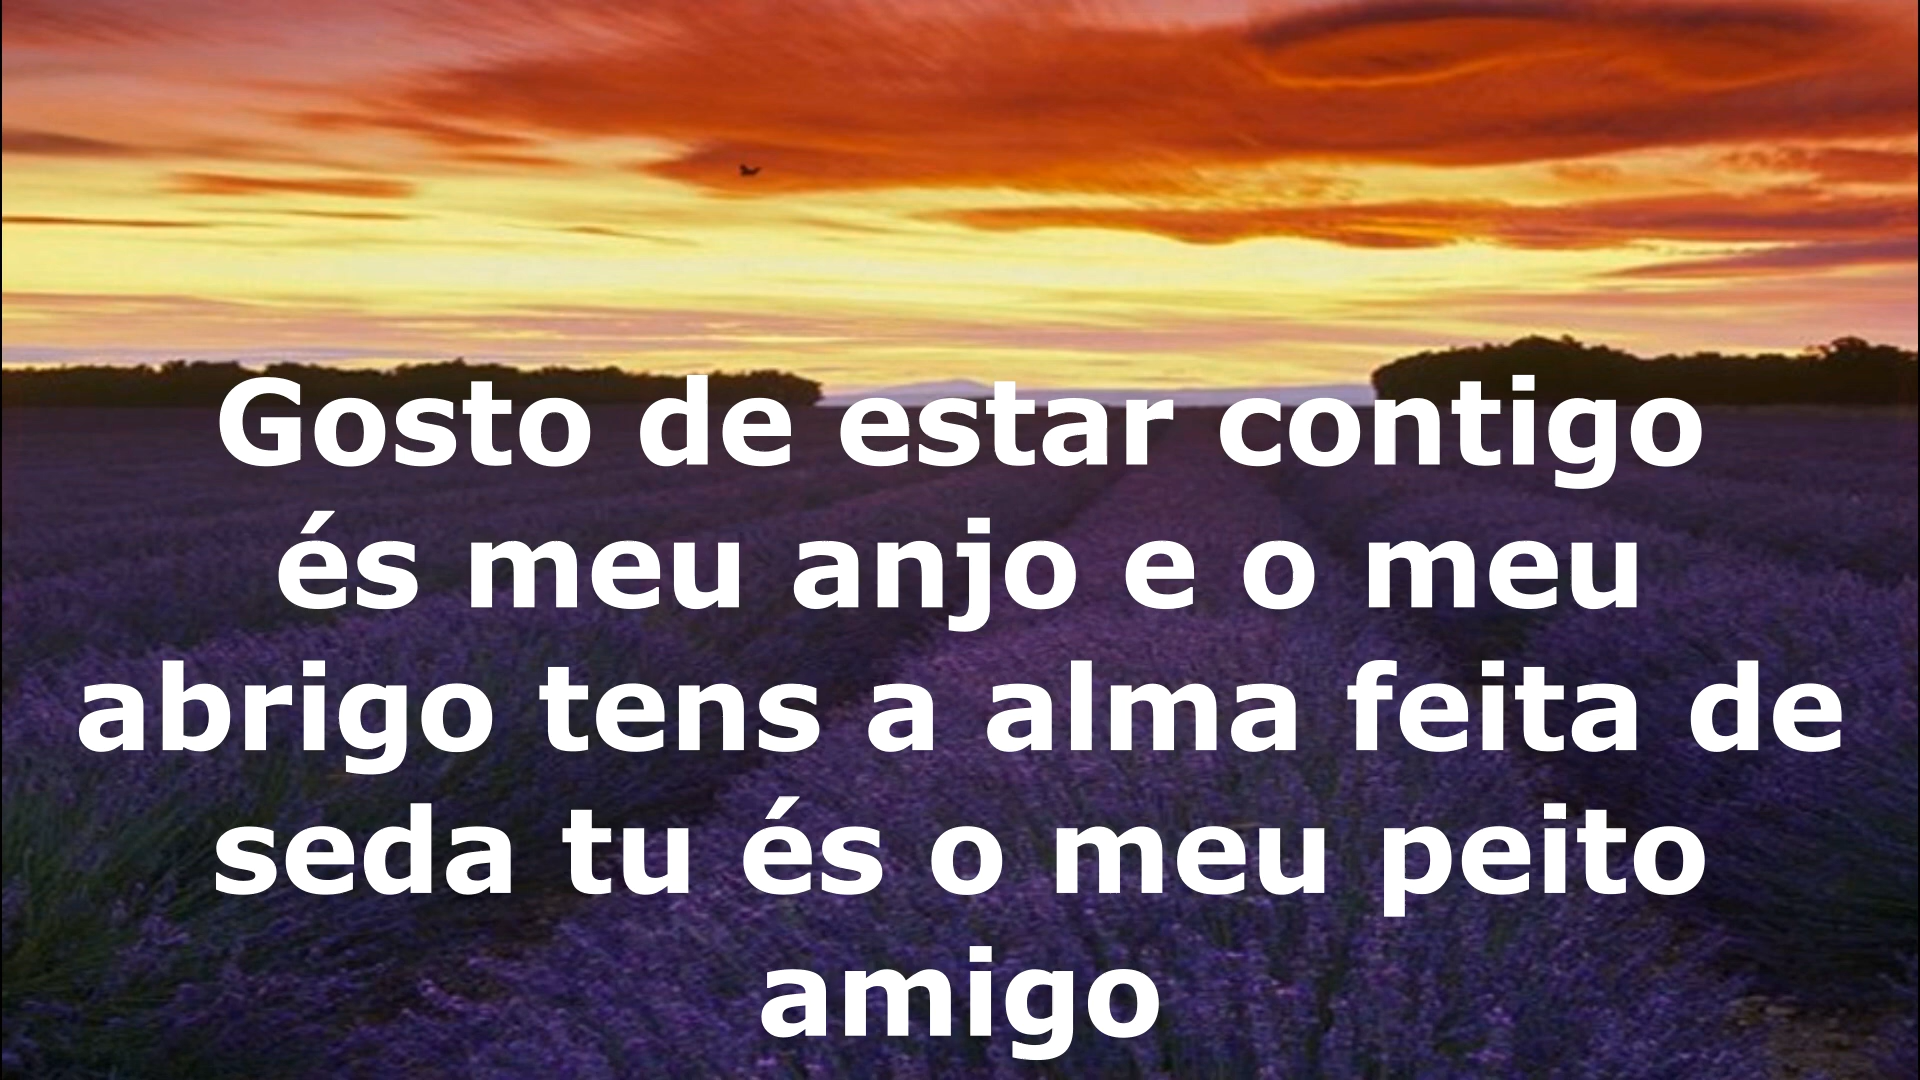 Gosto de estar contigo
és meu anjo e o meu
abrigo tens a alma feita de
seda tu és o meu peito
amigo